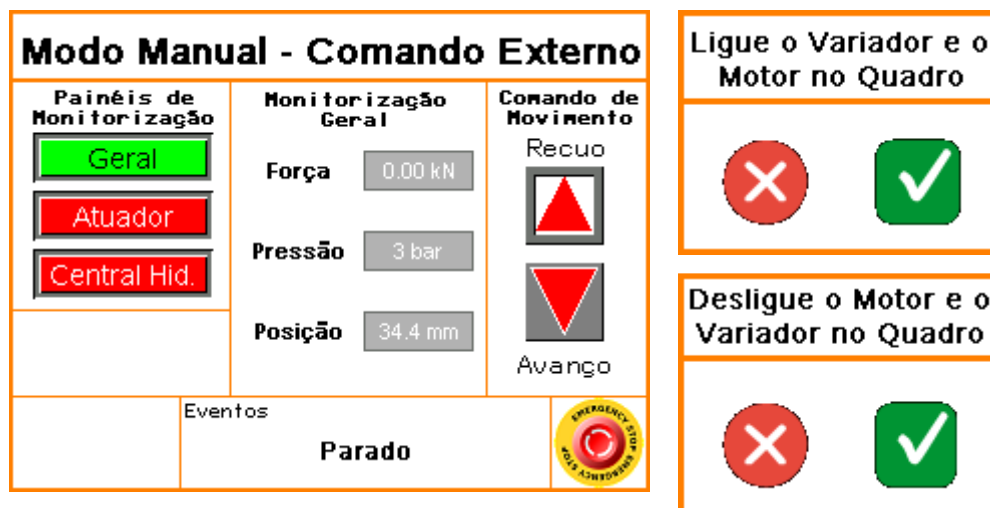 Modo Manual - Comando Externo
Painéis de
Monitorização
Geral
Atuador
Central Hid.
Monitorização
Geral
Força 0.00 kN
Pressão 3 bar
Posição 34.4 mm
Comando de
Movimento
Recuo
Avanço
Eventos
Parado
EMERGENCY STOP
EMERGENCY STOP
Ligue o Variador e o
Motor no Quadro
Desligue o Motor e o
Variador no Quadro